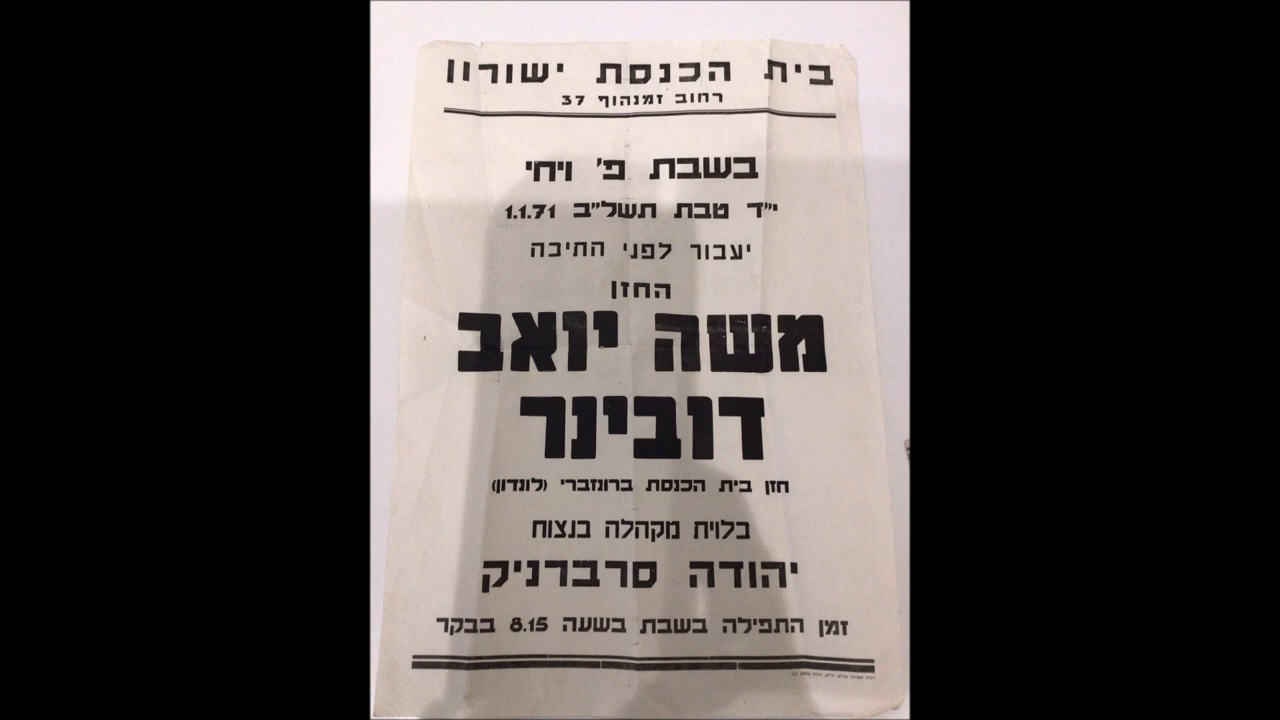 בית הכנסת ישורון
רחוב זמנהוף 37
בשבת פ' ויחי
י"ד טבת תשל"ב 1.1.71
יעבור לפני התיבה
החזן
משה יואב
דובינר
חזן בית הכנסת ברונזברי (לונדון)
בלוית מקהלה בנצוח
יהודה סרברניק
זמן התפילה בשבת בשעה 8.15 בבקר